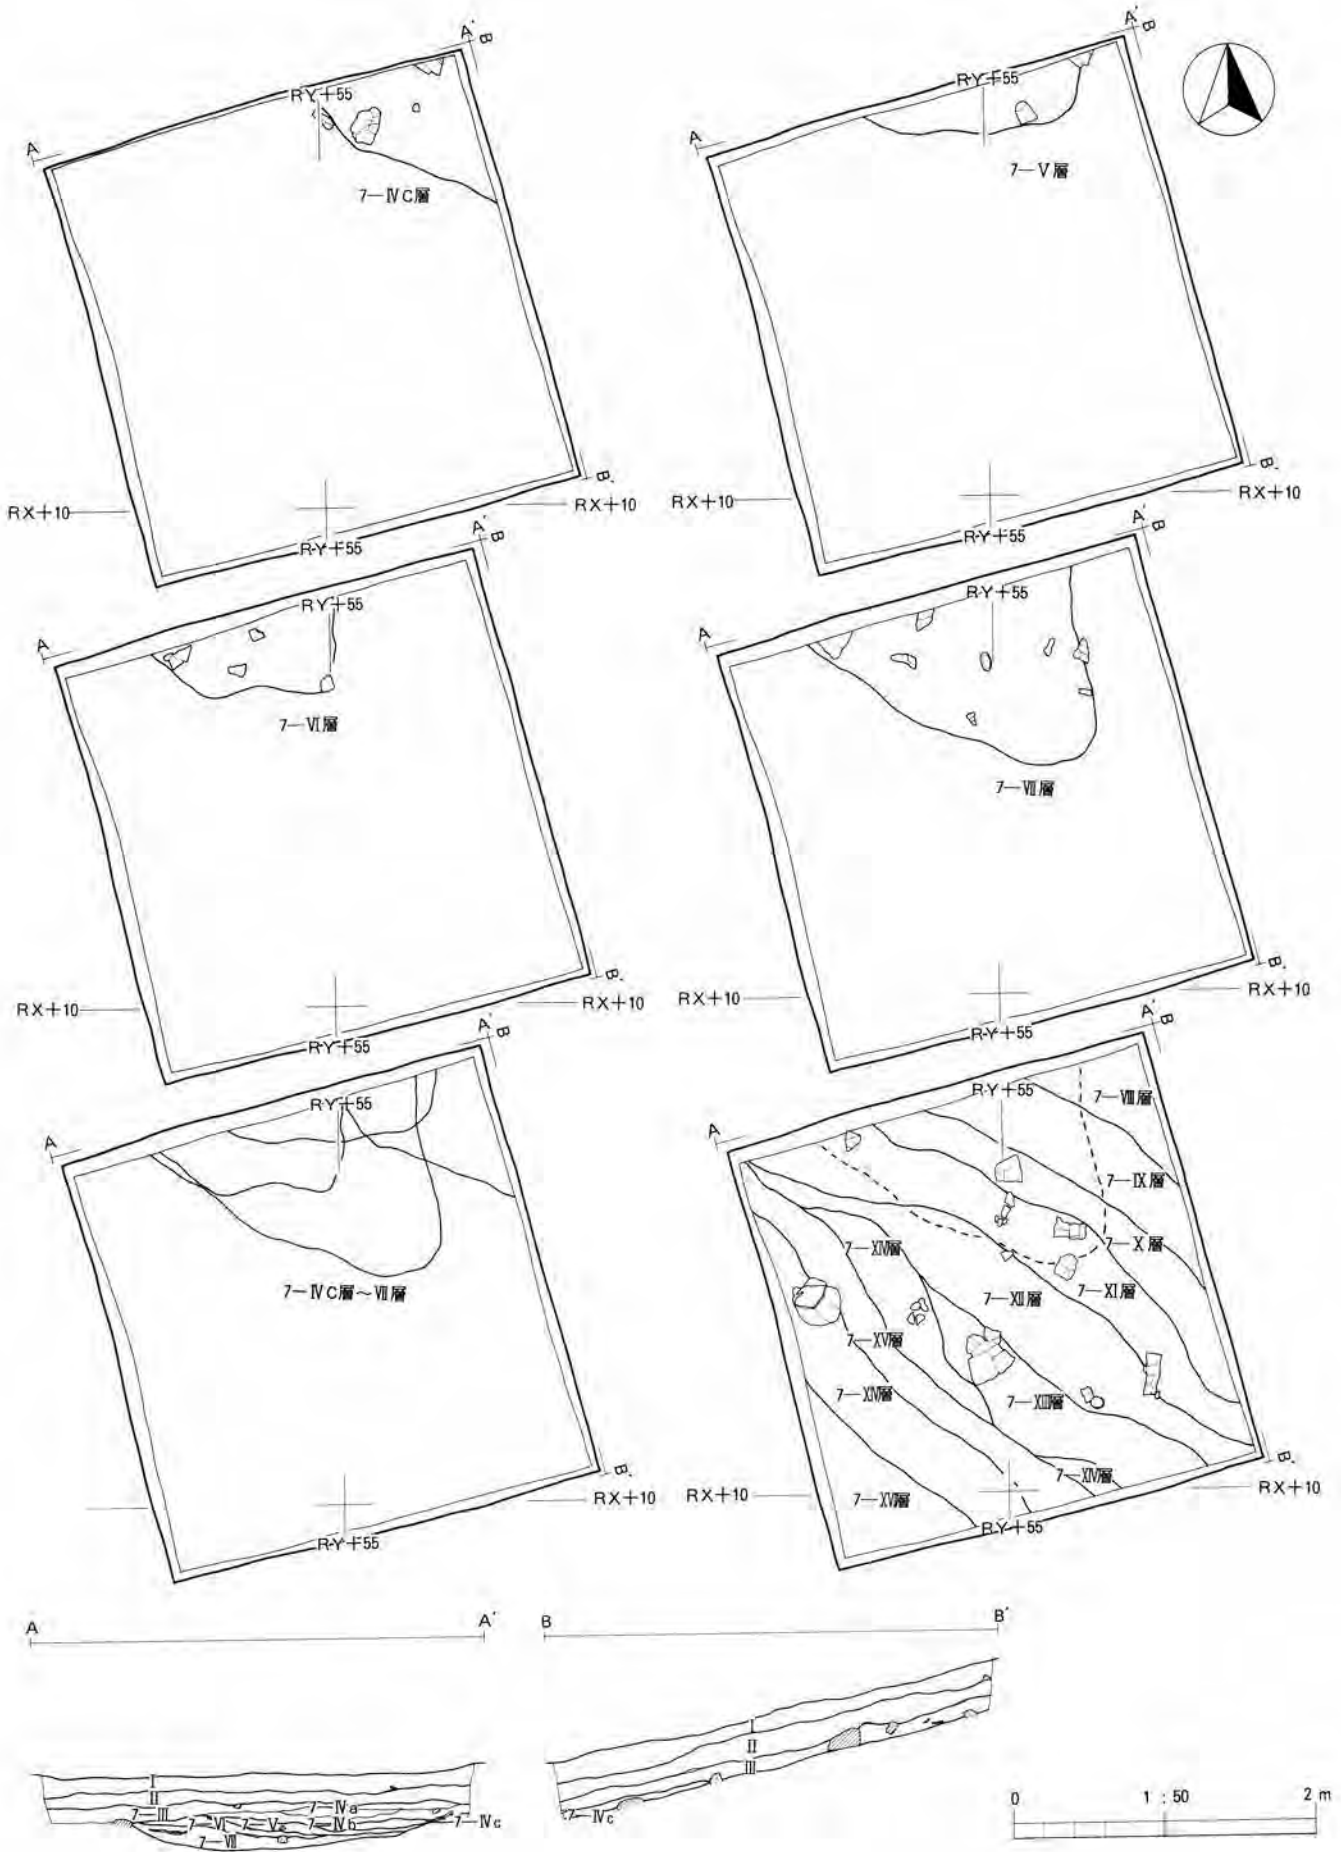 A
A'
B
RY+55
7—IVC層
B'
RX+10
RX+10
RY+55
A
A'
B
RY+55
7—V層
B'
RX+10
RX+10
RY+55
A
A'
B
RY+55
7—VI層
B'
RX+10
RX+10
RY+55
A
A'
B
RY+55
7—VII層
B'
RX+10
RX+10
RY+55
A
A'
B
RY+55
7—IVC層～VII層
B'
RX+10
RY+55
A
A'
B
RY+55
7—VIII層
7—IX層
7—X層
7—XI層
7—XII層
7—XIV層
7—XV層
7—XIV層
7—XIII層
7—XIV層
7—XV層
B'
RX+10
RX+10
RY+55
A A'
I
II
7—III
7—IVa
7—VI
7—V
7—IVb
7—IVc
7—VII
B B'
I
II
III
7—IVc
0 1:50 2m